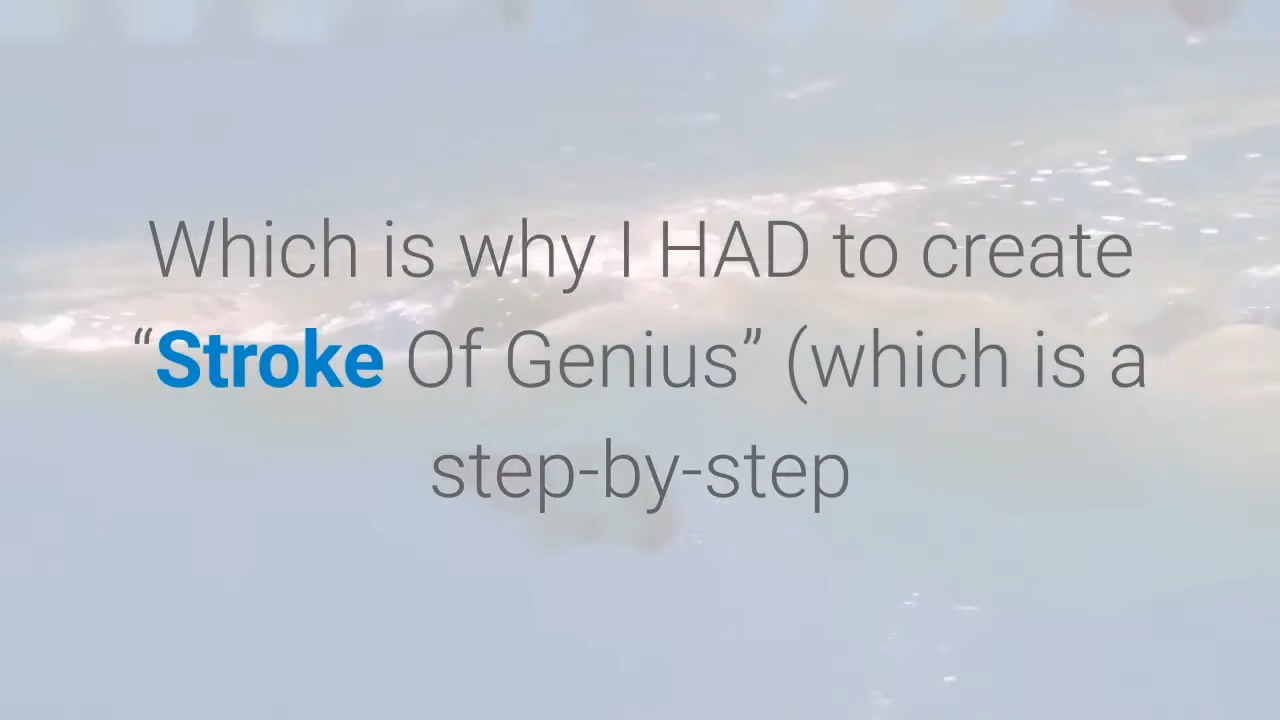 Which is why I HAD to create
“Stroke Of Genius” (which is a
step-by-step